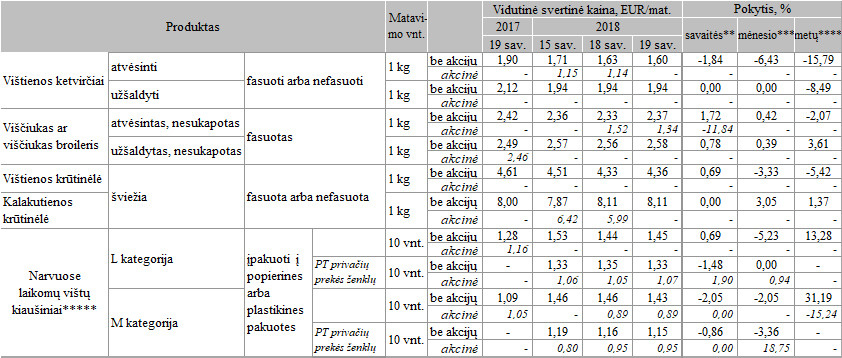 Produktas Matavi- Vidutinė svertinė kaina, EUR/mat. Pokytis, %
mo vnt. vnt. 2017 2018 savaitės** mėnesio*** metų****
19 sav. 15 sav. 18 sav. 19 sav.
Vištienos ketvirčiai atvėsinti fasuoti arba nefasuoti 1 kg be akcijų 1,90 1,71 1,63 1,60 -1,84 -6,43 -15,79
akcinė - 1,15 1,14 - - - -
užšaldyti 1 kg be akcijų 2,12 1,94 1,94 1,94 0,00 0,00 -8,49
akcinė - - - - - - -
Viščiukas ar viščiukas broileris atvėsintas, nesukapotas fasuotas 1 kg be akcijų 2,42 2,36 2,33 2,37 1,72 0,42 -2,07
akcinė - - 1,52 1,34 -11,84 - -
užšaldytas, nesukapotas 1 kg be akcijų 2,49 2,57 2,56 2,58 0,78 0,39 3,61
akcinė 2,46 - - - - - -
Vištienos krūtinėlė šviežia fasuota arba nefasuota 1 kg be akcijų 4,61 4,51 4,33 4,36 0,69 -3,33 -5,42
akcinė - - - - - - -
Kalakutienos krūtinėlė 1 kg be akcijų 8,00 7,87 8,11 8,11 0,00 3,05 1,37
akcinė - 6,42 5,99 - - - -
Narvuose laikomų vištų kiaušiniai***** L kategorija įpakuoti į popierines arba plastikines pakuotes 10 vnt. be akcijų 1,28 1,53 1,44 1,45 0,69 -5,23 13,28
akcinė 1,16 - - - - - -
PT privačių prekės ženklų 10 vnt. be akcijų - 1,33 1,35 1,33 -1,48 0,00 -
akcinė - 1,06 1,05 1,07 1,90 0,94 -
M kategorija 10 vnt. be akcijų 1,09 1,46 1,46 1,43 -2,05 -2,05 31,19
akcinė 1,05 - 0,89 0,89 0,00 - -15,24
PT privačių prekės ženklų 10 vnt. be akcijų - 1,19 1,16 1,15 -0,86 -3,36 -
akcinė - 0,80 0,95 0,95 0,00 18,75 -